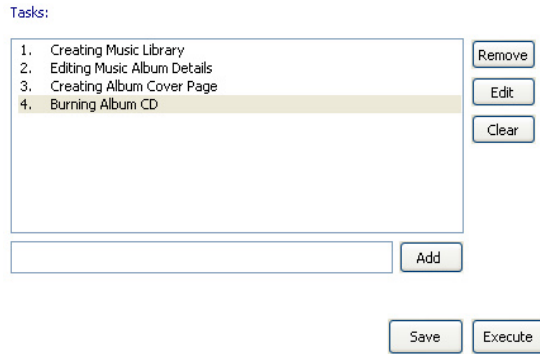 Tasks:
1. Creating Music Library
2. Editing Music Album Details
3. Creating Album Cover Page
4. Burning Album CD
Remove
Edit
Clear
Add
Save
Execute